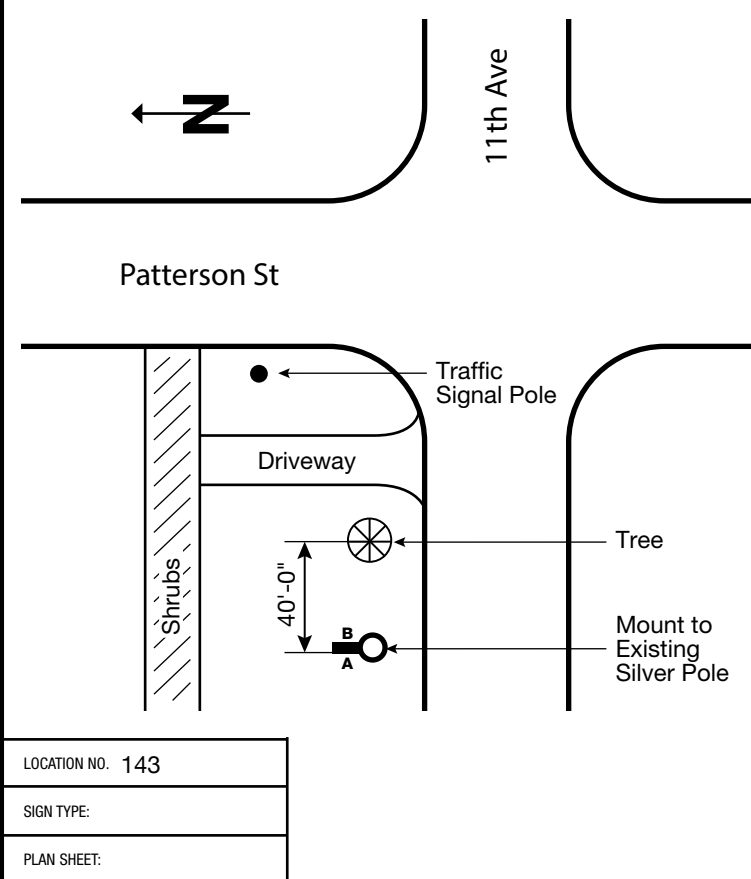 N
11th Ave
Patterson St
Traffic
Signal Pole
Driveway
Tree
Shrubs
40'-0"
B
A
Mount to
Existing
Silver Pole
LOCATION NO. 143
SIGN TYPE:
PLAN SHEET: